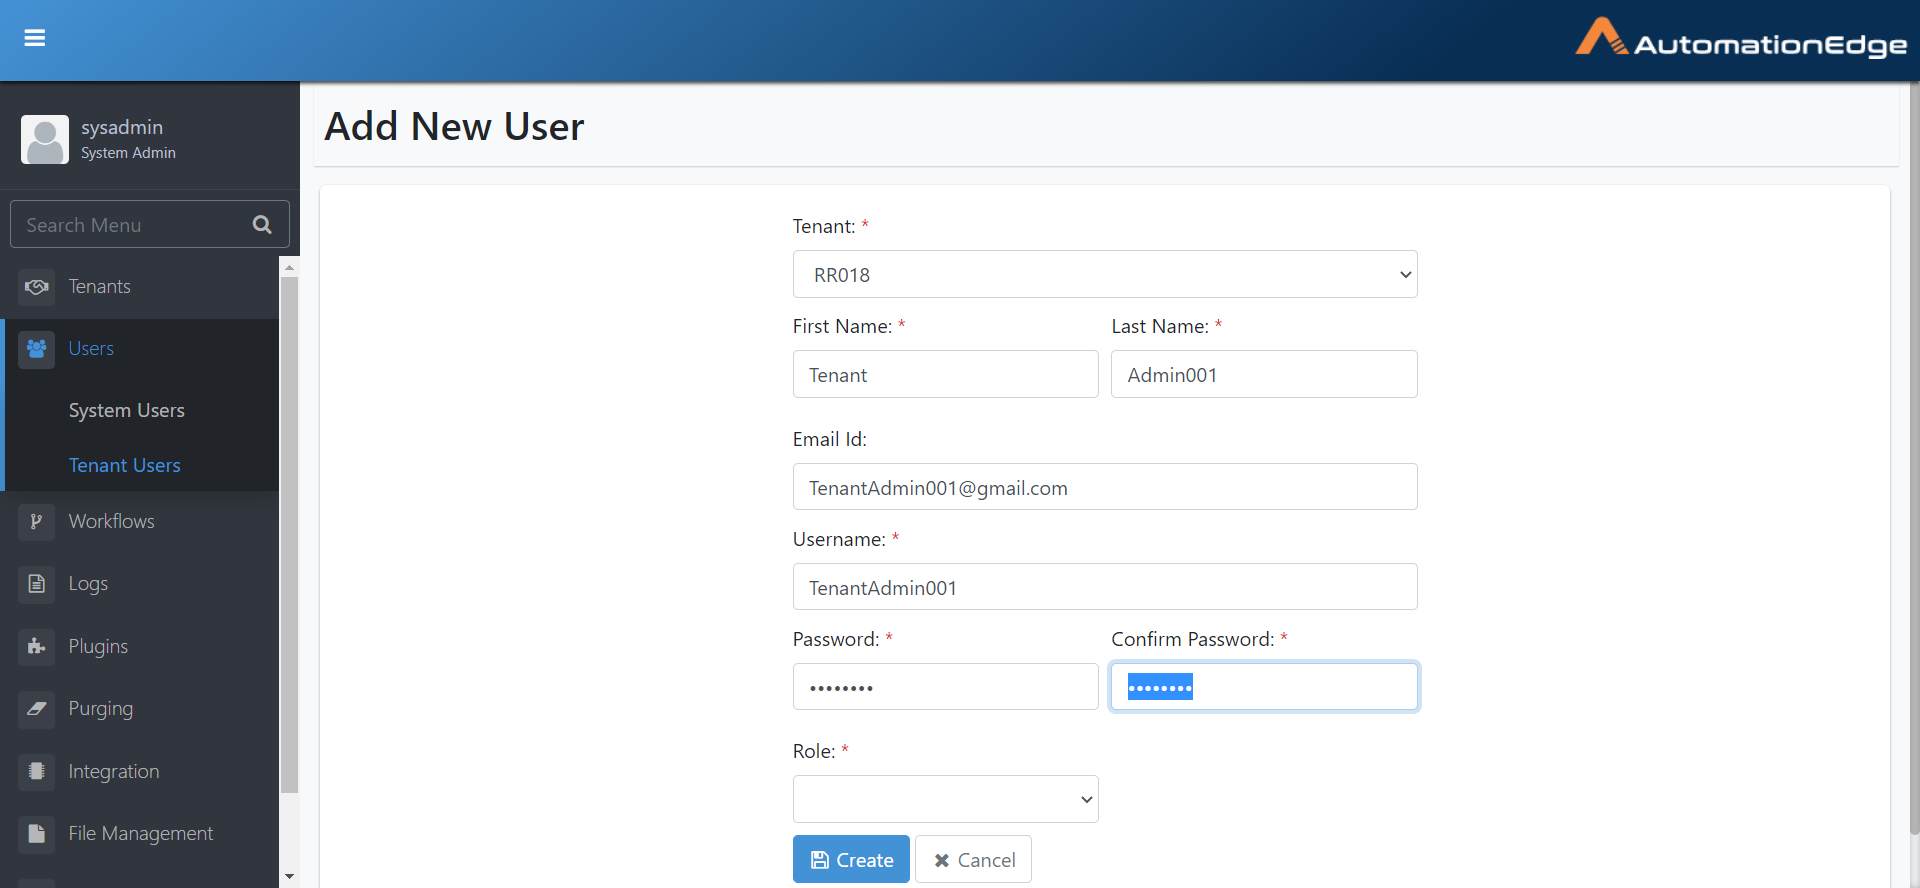 AutomationEdge
sysadmin
System Admin
Search Menu
Tenants
Users
System Users
Tenant Users
Workflows
Logs
Plugins
Purging
Integration
File Management
Add New User
Tenant: *
RR018
First Name: * Last Name: *
Tenant Admin001
Email Id:
TenantAdmin001@gmail.com
Username: *
TenantAdmin001
Password: * Confirm Password: *
•••••••• ••••••••
Role: *
Create Cancel